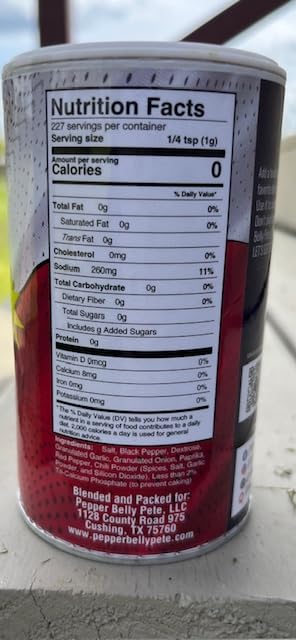 Nutrition Facts
227 servings per container
Serving size 1/4 tsp (1g)
Amount per serving
Calories 0
% Daily Value*
Total Fat 0g 0%
Saturated Fat 0g 0%
Trans Fat 0g
Cholesterol 0mg 0%
Sodium 260mg 11%
Total Carbohydrate 0g 0%
Dietary Fiber 0g 0%
Total Sugars 0g
Includes g Added Sugars
Protein 0g
Vitamin D 0mcg 0%
Calcium 8mg 0%
Iron 0mg 0%
Potassium 0mg 0%
*The % Daily Value (DV) tells you how much a
nutrient in a serving of food contributes to a daily
diet. 2,000 calories a day is used for general
nutrition advice.
Ingredients: Salt, Black Pepper, Dextrose,
Granulated Garlic, Granulated Onion, Paprika,
Red Pepper, Chili Powder (Spices, Salt, Garlic
Powder, and Silicon Dioxide), Less than 2%
Tri-Calcium Phosphate (to prevent caking)
Blended and Packed for:
Pepper Belly Pete, LLC
1128 County Road 975
Cushing, TX 75760
www.pepperbellypete.com